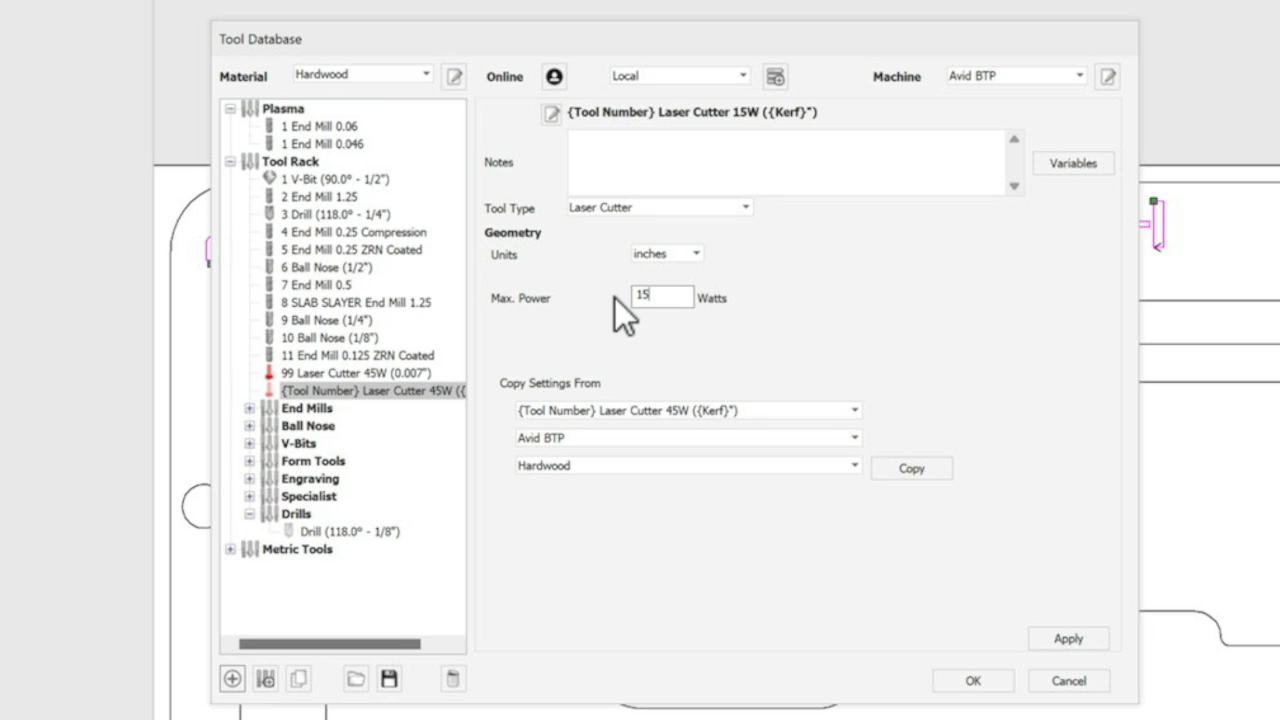 Tool Database
Material Hardwood Online Local Machine Avid BTP
Plasma
1 End Mill 0.06
1 End Mill 0.046
Tool Rack
1 V-Bit (90.0° - 1/2")
2 End Mill 1.25
3 Drill (118.0° - 1/4")
4 End Mill 0.25 Compression
5 End Mill 0.25 ZRN Coated
6 Ball Nose (1/2")
7 End Mill 0.5
8 SLAB SLAYER End Mill 1.25
9 Ball Nose (1/4")
10 Ball Nose (1/8")
11 End Mill 0.125 ZRN Coated
99 Laser Cutter 45W (0.007")
{Tool Number} Laser Cutter 45W ({
End Mills
Ball Nose
V-Bits
Form Tools
Engraving
Specialist
Drills
Drill (118.0° - 1/8")
Metric Tools
{Tool Number} Laser Cutter 15W ({Kerf}")
Notes
Variables
Tool Type Laser Cutter
Geometry
Units inches
Max. Power 15 Watts
Copy Settings From
{Tool Number} Laser Cutter 45W ({Kerf}")
Avid BTP
Hardwood
Copy
Apply
OK Cancel